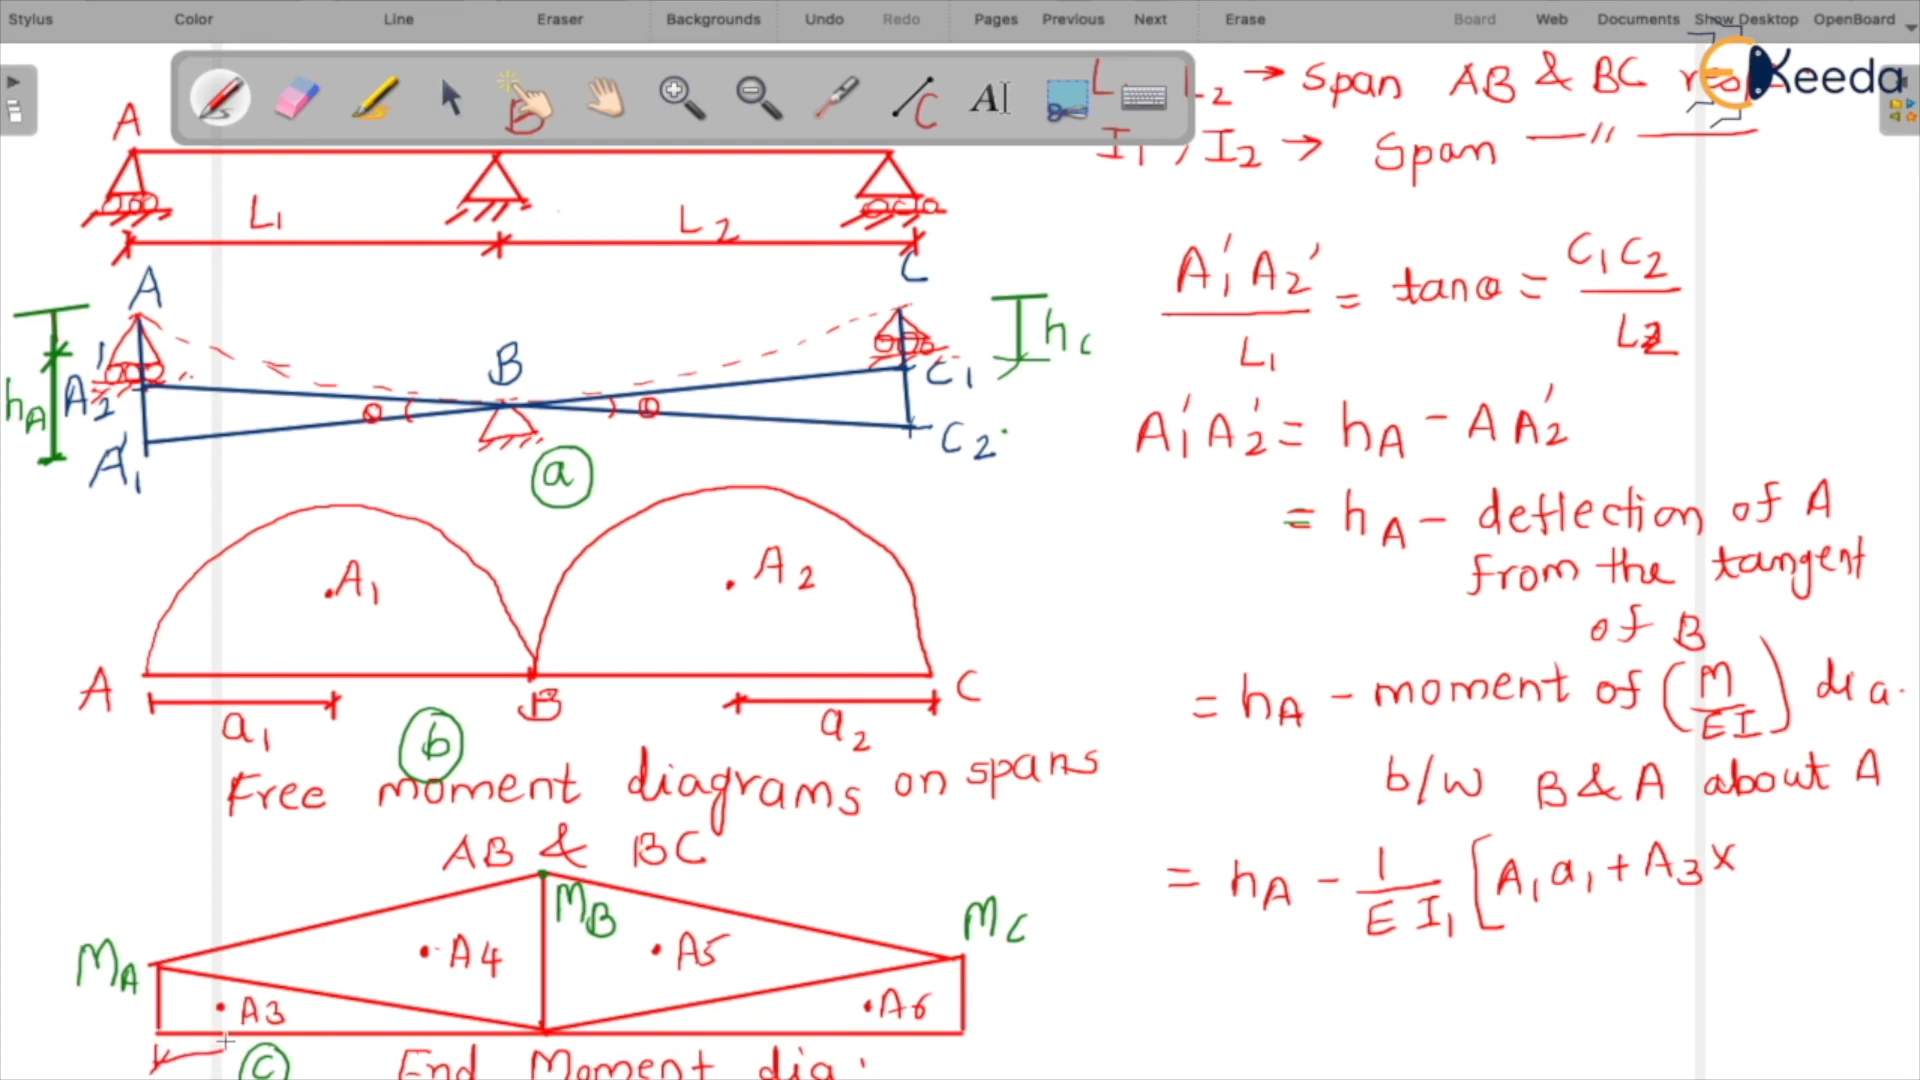 Stylus Color Line Eraser Backgrounds Undo Redo Pages Previous Next Erase Board Web Documents Show Desktop OpenBoard
Keeda
L L2 → Span AB & BC
I1, I2 → Span —〃—
A B C
L1 L2
A B C
hA A2' A1' θ θ C1 C2 hc
a
A1 A2
A B C
a1 a2
b
Free moment diagrams on spans
AB & BC
MA MB MC
A3 A4 A5 A6
c End Moment dia.
A1'A2' / L1 = tanθ = C1C2 / L2
A1'A2' = hA - AA2'
= hA - deflection of A
from the tangent
of B
= hA - moment of (M/EI) dia.
b/w B & A about A
= hA - 1/EI1 [A1a1 + A3x